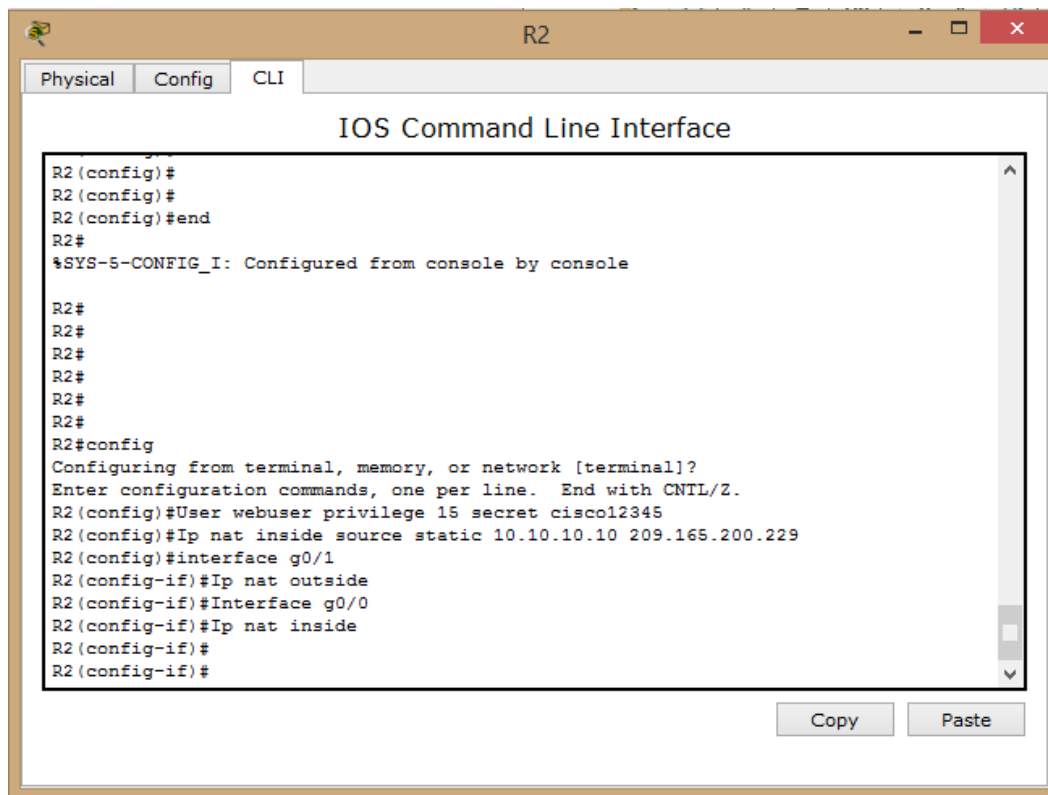 R2
Physical Config CLI
IOS Command Line Interface
R2(config)#
R2(config)#
R2(config)#end
R2#
%SYS-5-CONFIG_I: Configured from console by console
R2#
R2#
R2#
R2#
R2#
R2#
R2#config
Configuring from terminal, memory, or network [terminal]?
Enter configuration commands, one per line. End with CNTL/Z.
R2(config)#User webuser privilege 15 secret cisco12345
R2(config)#Ip nat inside source static 10.10.10.10 209.165.200.229
R2(config)#interface g0/1
R2(config-if)#Ip nat outside
R2(config-if)#Interface g0/0
R2(config-if)#Ip nat inside
R2(config-if)#
R2(config-if)#
Copy Paste